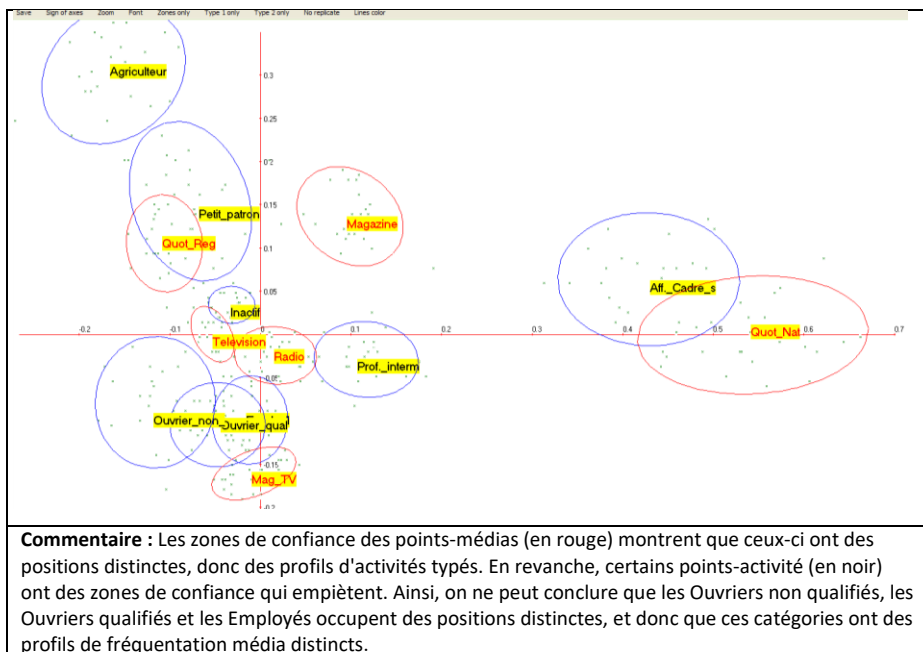 Save Sign of axes Zoom Font Zones only Type 1 only Type 2 only No replicate Lines color
Agriculteur
0.3
0.25
0.2
0.15
0.1
0.05
Petit_patron
Quot_Reg
Magazine
Aff._Cadre_s
Inactif
-0.2 -0.1 0 0.1 0.2 0.3 0.4 0.5 0.6 0.7
Quot_Nat
Television
Radio
Prof._interm
0.05
Ouvrier_non_
Ouvrier_qual
-0.15
Mag_TV
-0.2
Commentaire : Les zones de confiance des points-médias (en rouge) montrent que ceux-ci ont des
positions distinctes, donc des profils d'activités typés. En revanche, certains points-activité (en noir)
ont des zones de confiance qui empiètent. Ainsi, on ne peut conclure que les Ouvriers non qualifiés, les
Ouvriers qualifiés et les Employés occupent des positions distinctes, et donc que ces catégories ont des
profils de fréquentation média distincts.